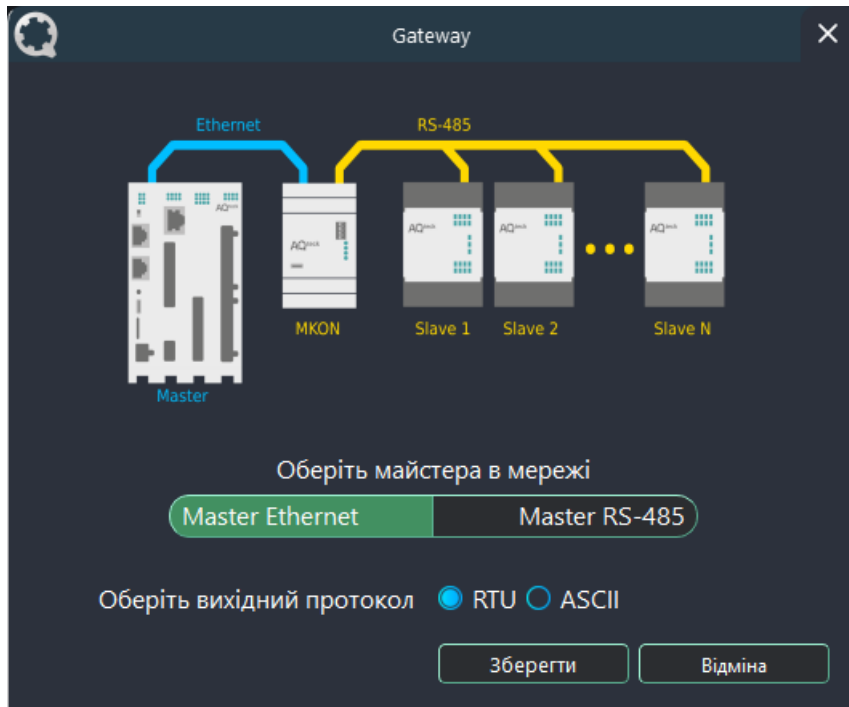 Gateway
Ethernet RS-485
MKON Slave 1 Slave 2 Slave N
Master
Оберіть майстера в мережі
Master Ethernet Master RS-485
Оберіть вихідний протокол RTU ASCII
Зберегти Відміна